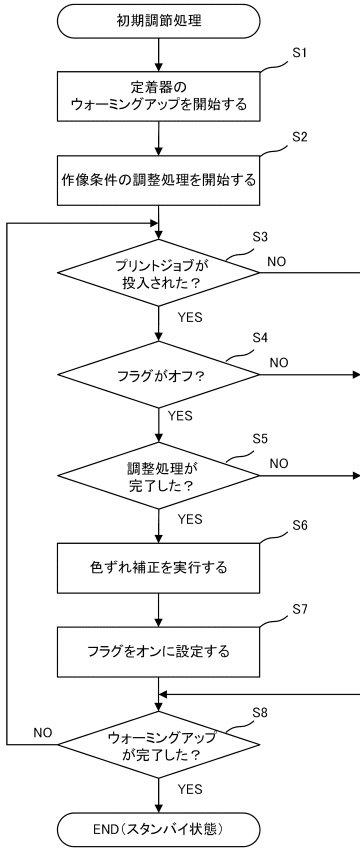 初期調節処理
S1
定着器の
ウォーミングアップを開始する
S2
作像条件の調整処理を開始する
S3
プリントジョブが
投入された?
NO
YES
S4
フラグがオフ?
NO
YES
S5
調整処理が
完了した?
NO
YES
S6
色ずれ補正を実行する
S7
フラグをオンに設定する
S8
ウォーミングアップ
が完了した?
NO
YES
END(スタンバイ状態)